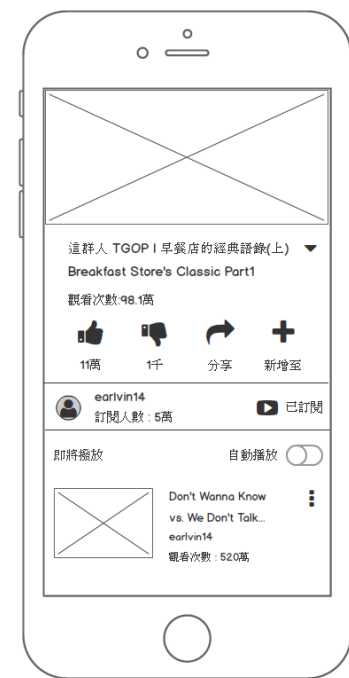 這群人 TGOP I 早餐店的經典語錄(上)
Breakfast Store's Classic Part1
觀看次數:98.1萬
11萬
1千
分享
新增至
earlvin14
訂閱人數 : 5萬
已訂閱
即將撥放
自動播放
Don't Wanna Know
vs. We Don't Talk...
earlvin14
觀看次數 : 520萬